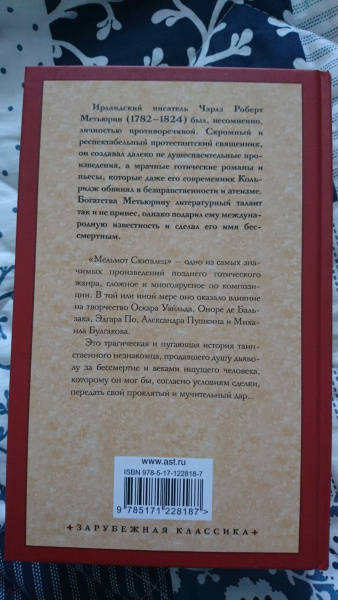 Ирландский писатель Чарлз Роберт
Метьюрин (1782–1824) был, несомненно,
личностью противоречивой. Скромный и
респектабельный протестантский священник,
он создавал далеко не душеспасительные про-
изведения, а мрачные готические романы и
пьесы, которые даже его современник Коль-
ридж обвинял в безнравственности и атеизме.
Богатства Метьюрину литературный талант
так и не принес, однако подарил ему междуна-
родную известность и сделал его имя бес-
смертным.
«Мельмот Скиталец» — одно из самых зна-
чимых произведений позднего готического
жанра, сложное и многоярусное по компози-
ции. В той или иной мере оно оказало влияние
на творчество Оскара Уайльда, Оноре де Баль-
зака, Эдгара По, Александра Пушкина и Миха-
ила Булгакова.
Это трагическая и пугающая история таин-
ственного незнакомца, продавшего душу дьяво-
лу за бессмертие и веками ищущего человека,
которому он мог бы, согласно условиям сделки,
передать свой проклятый и мучительный дар...
www.ast.ru
ISBN 978-5-17-122818-7
9 785171 228187
ЗАРУБЕЖНАЯ КЛАССИКА